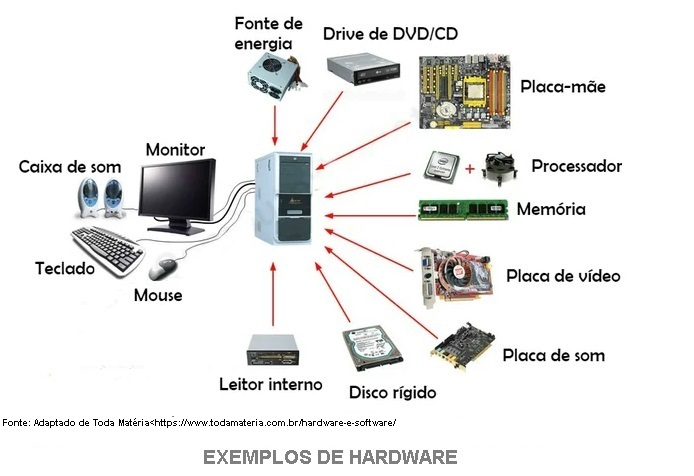 Fonte de
energia
Drive de DVD/CD
Placa-mãe
Monitor
Caixa de som
Processador
+
Memória
Teclado
Mouse
Placa de vídeo
Placa de som
Leitor interno
Disco rígido
Fonte: Adaptado de Toda Matéria<https://www.todamateria.com.br/hardware-e-software/
EXEMPLOS DE HARDWARE